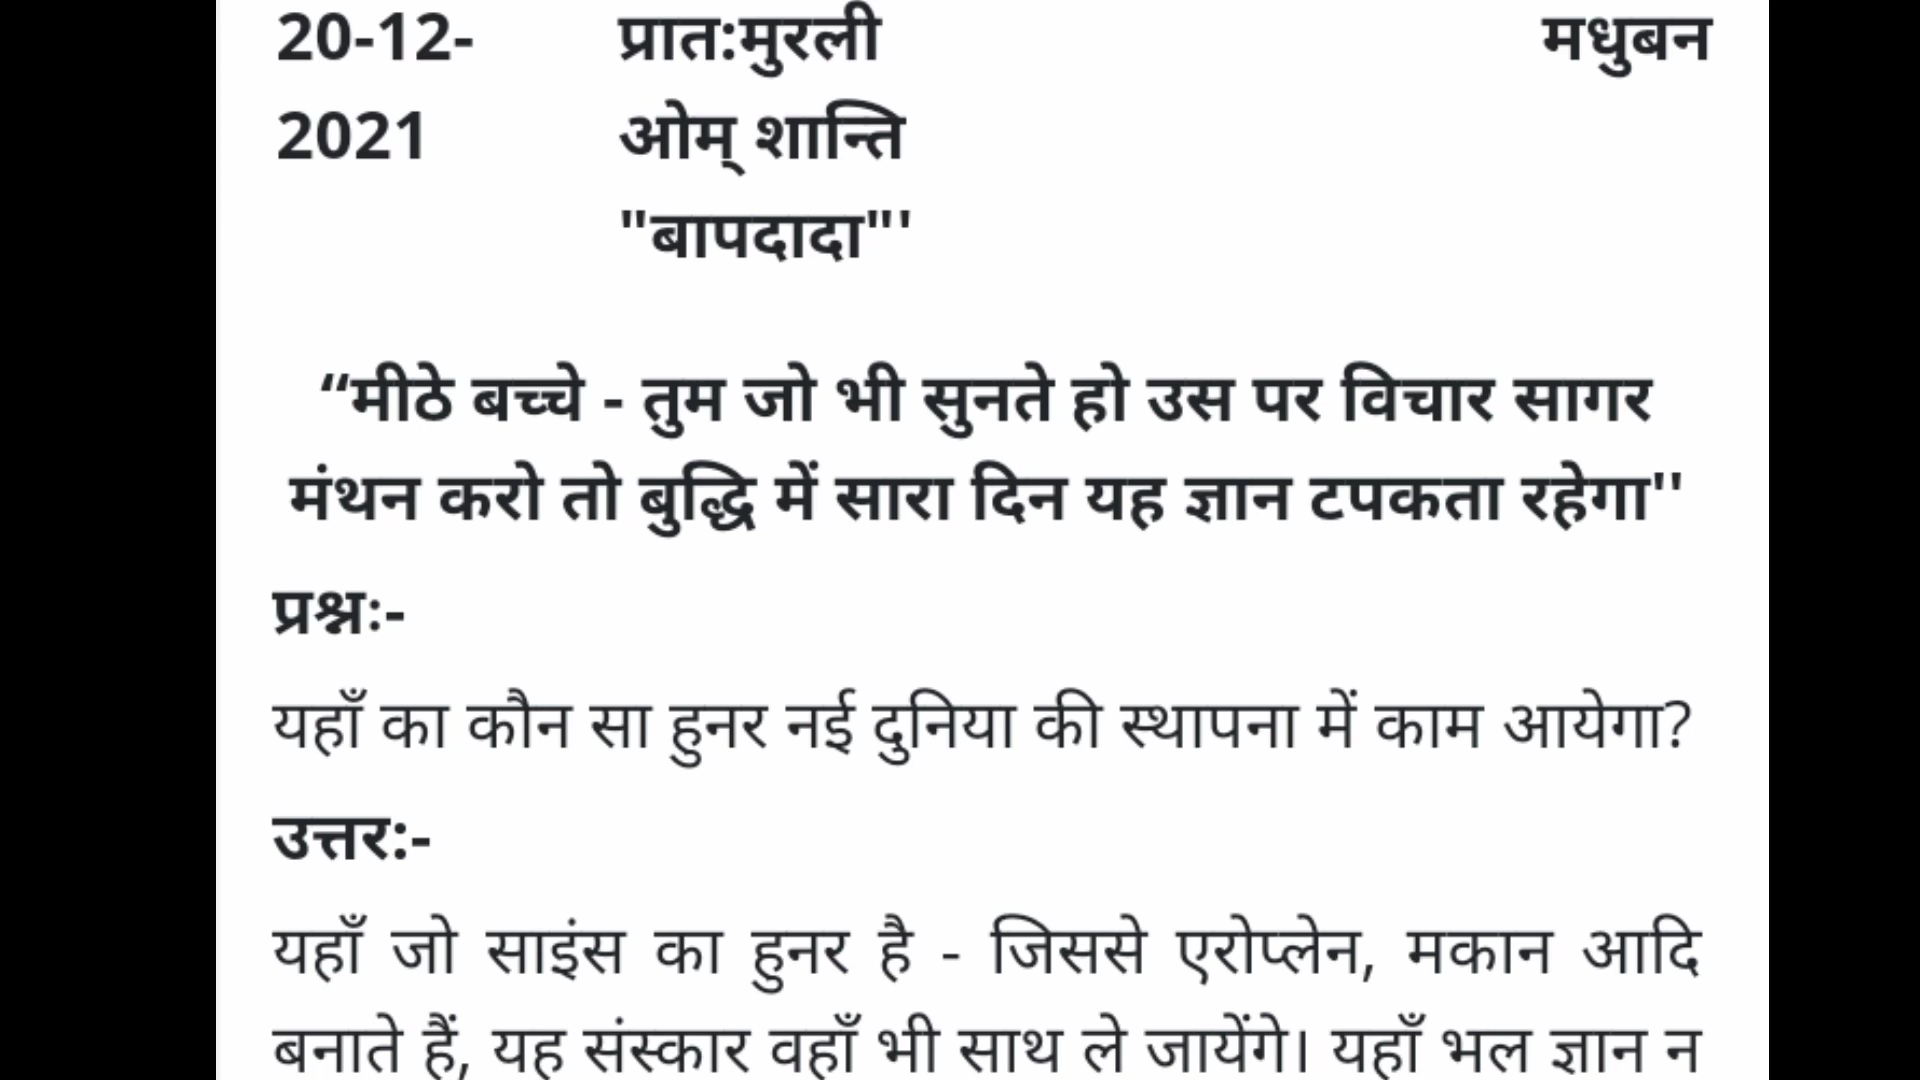 20-12- प्रात:मुरली मधुबन
2021 ओम् शान्ति
"बापदादा"'
“मीठे बच्चे - तुम जो भी सुनते हो उस पर विचार सागर
मंथन करो तो बुद्धि में सारा दिन यह ज्ञान टपकता रहेगा''
प्रश्नः-
यहाँ का कौन सा हुनर नई दुनिया की स्थापना में काम आयेगा?
उत्तर:-
यहाँ जो साइंस का हुनर है - जिससे एरोप्लेन, मकान आदि
बनाते हैं, यह संस्कार वहाँ भी साथ ले जायेंगे। यहाँ भल ज्ञान न